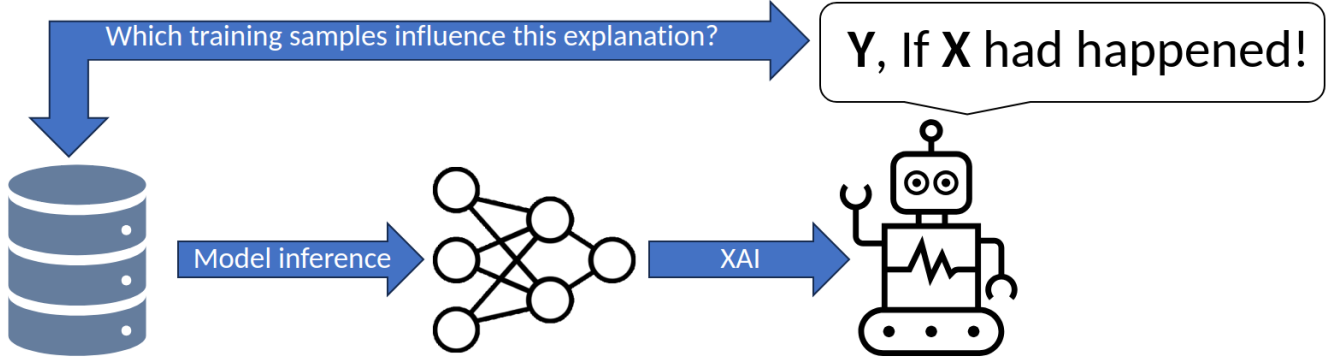 Which training samples influence this explanation?
Y, If X had happened!
Model inference
XAI